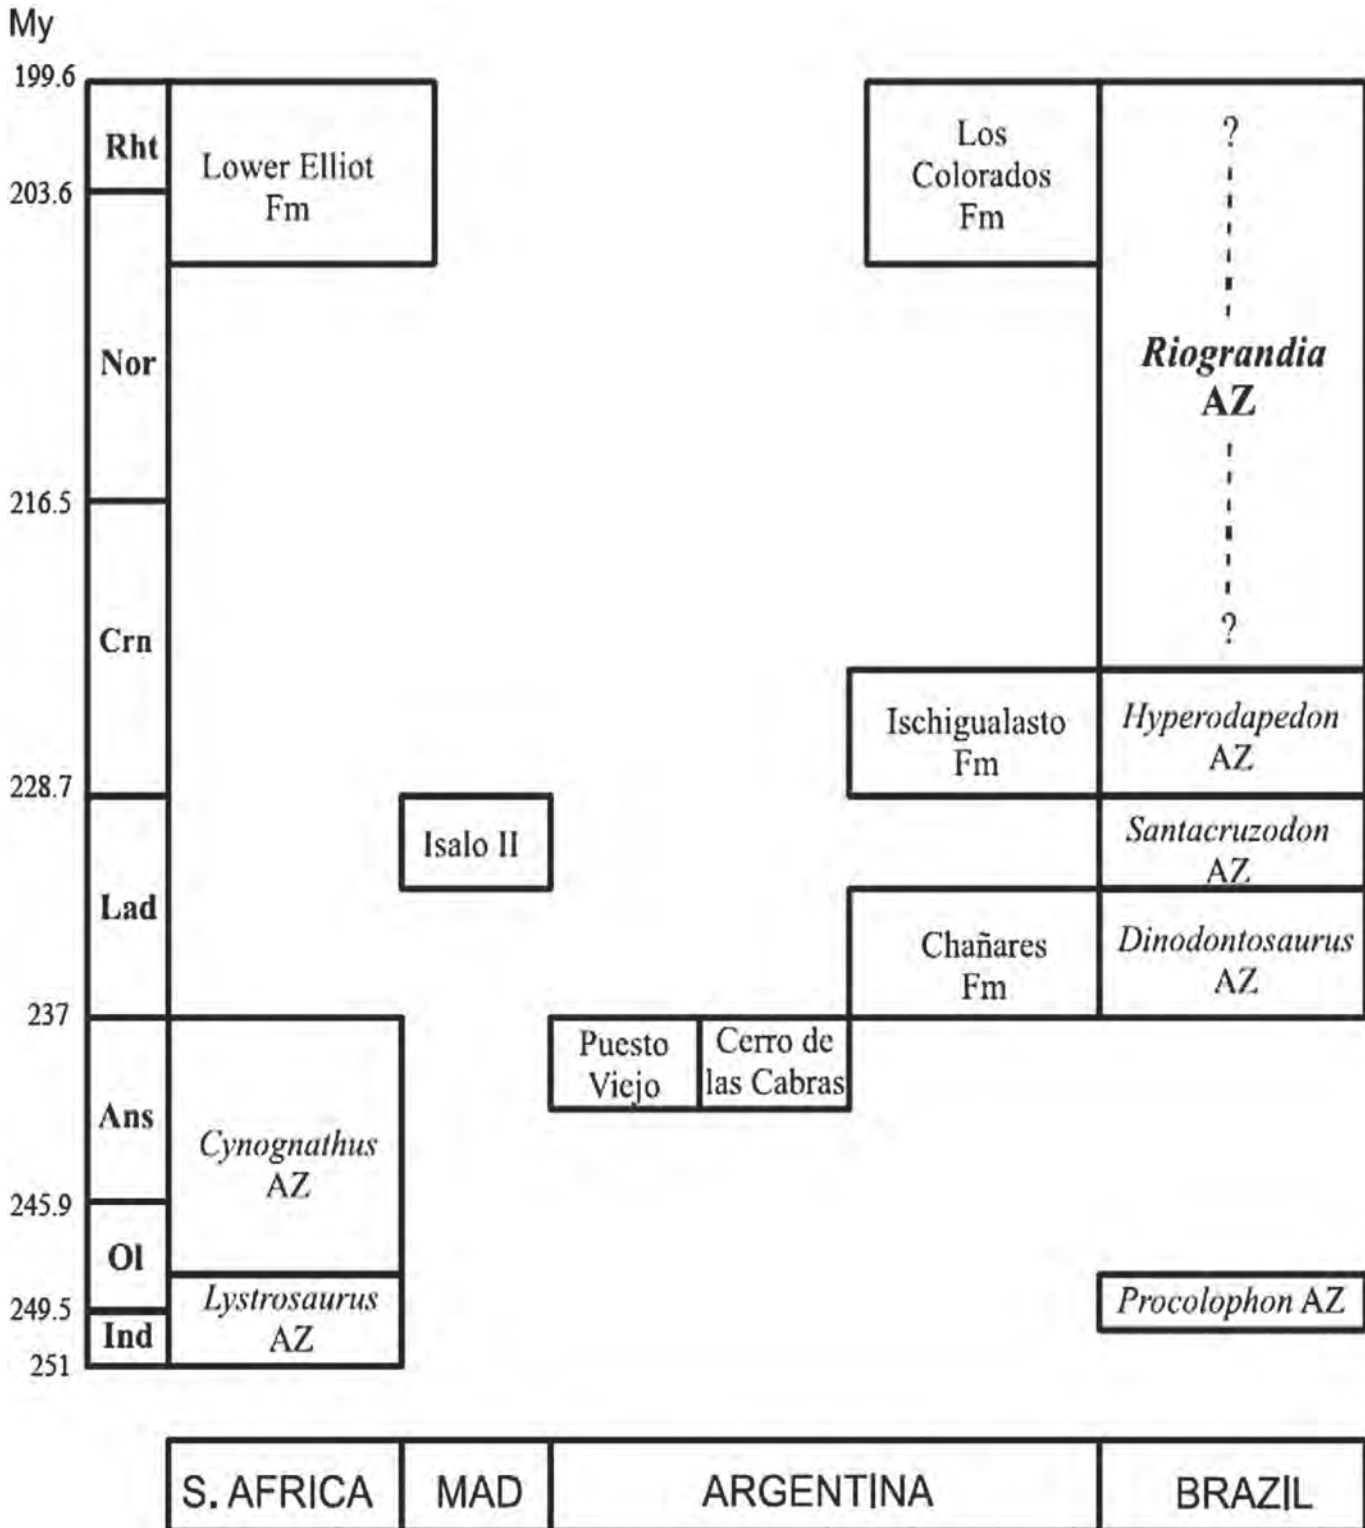 My
199.6
Rht
Lower Elliot
Fm
Los
Colorados
Fm
?
203.6
Nor
Riograndia
AZ
216.5
Crn
?
Ischigualasto
Fm
Hyperodapedon
AZ
228.7
Isalo II
Santacruzodon
AZ
Lad
Chañares
Fm
Dinodontosaurus
AZ
237
Puesto
Viejo
Cerro de
las Cabras
Ans
Cynognathus
AZ
245.9
Ol
249.5
Lystrosaurus
AZ
Procolophon AZ
Ind
251
S. AFRICA
MAD
ARGENTINA
BRAZIL